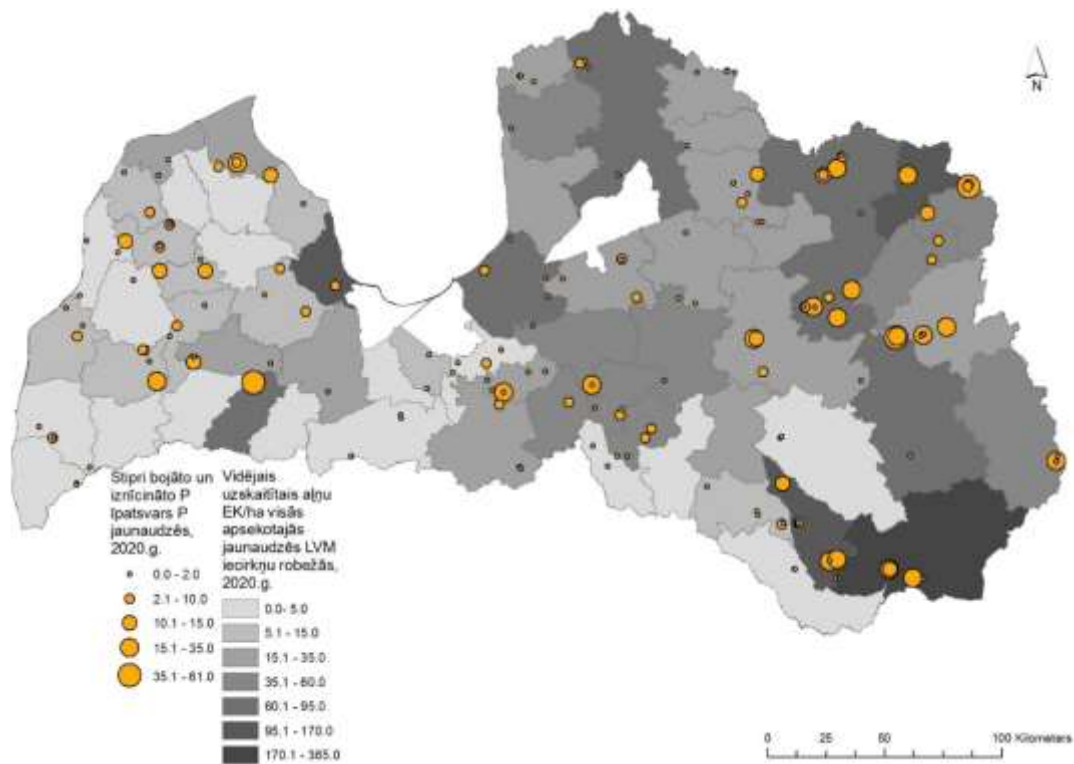 N
Stipri bojāto un
iznīcināto P
īpatsvars P
jaunaudzēs,
2020.g.
0.0 - 2.0
2.1 - 10.0
10.1 - 15.0
15.1 - 35.0
35.1 - 61.0
Vidējais
uzskaitītais aļņu
EK/ha visās
apsekotajās
jaunaudzēs LVM
iecirkņu robežās,
2020.g.
0.0- 5.0
5.1 - 15.0
15.1 - 35.0
35.1 - 60.0
60.1 - 95.0
95.1 - 170.0
170.1 - 365.0
0 25 50 100 Kilometers